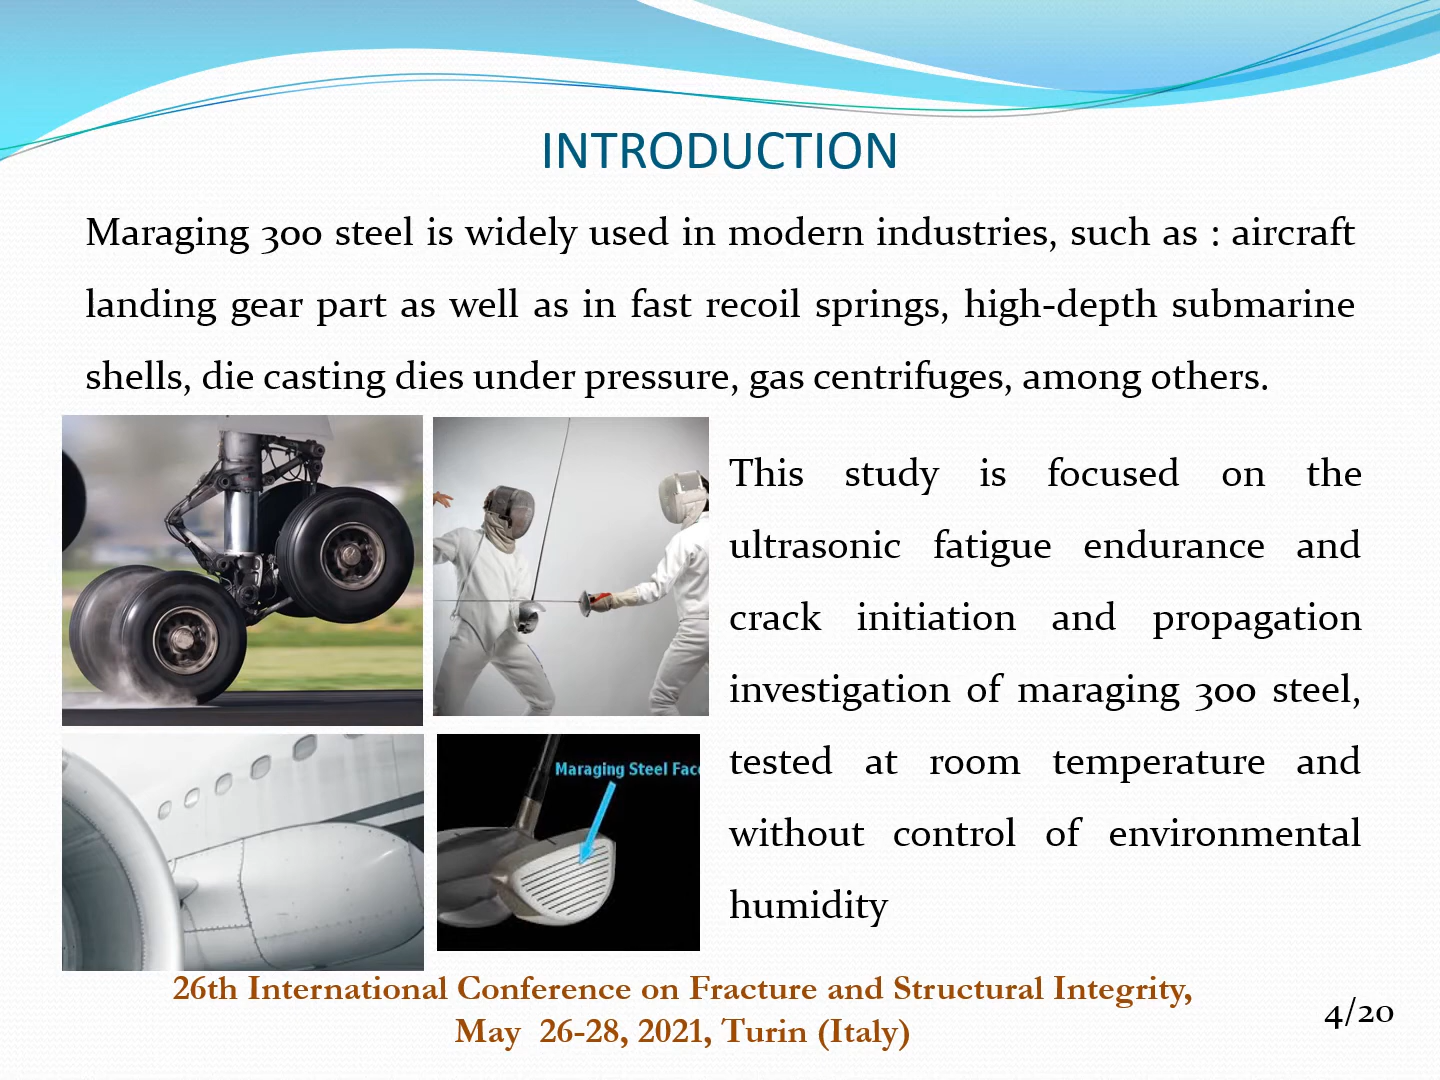 INTRODUCTION
Maraging 300 steel is widely used in modern industries, such as : aircraft
landing gear part as well as in fast recoil springs, high-depth submarine
shells, die casting dies under pressure, gas centrifuges, among others.
This study is focused on the
ultrasonic fatigue endurance and
crack initiation and propagation
investigation of maraging 300 steel,
tested at room temperature and
without control of environmental
humidity
Maraging Steel Fac
26th International Conference on Fracture and Structural Integrity,
May 26-28, 2021, Turin (Italy)
4/20